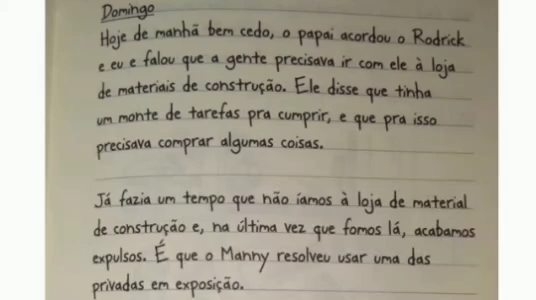 Domingo
Hoje de manhã bem cedo, o papai acordou o Rodrick
e eu e falou que a gente precisava ir com ele à loja
de materiais de construção. Ele disse que tinha
um monte de tarefas pra cumprir, e que pra isso
precisava comprar algumas coisas.
Já fazia um tempo que não íamos à loja de material
de construção e, na última vez que fomos lá, acabamos
expulsos. É que o Manny resolveu usar uma das
privadas em exposição.